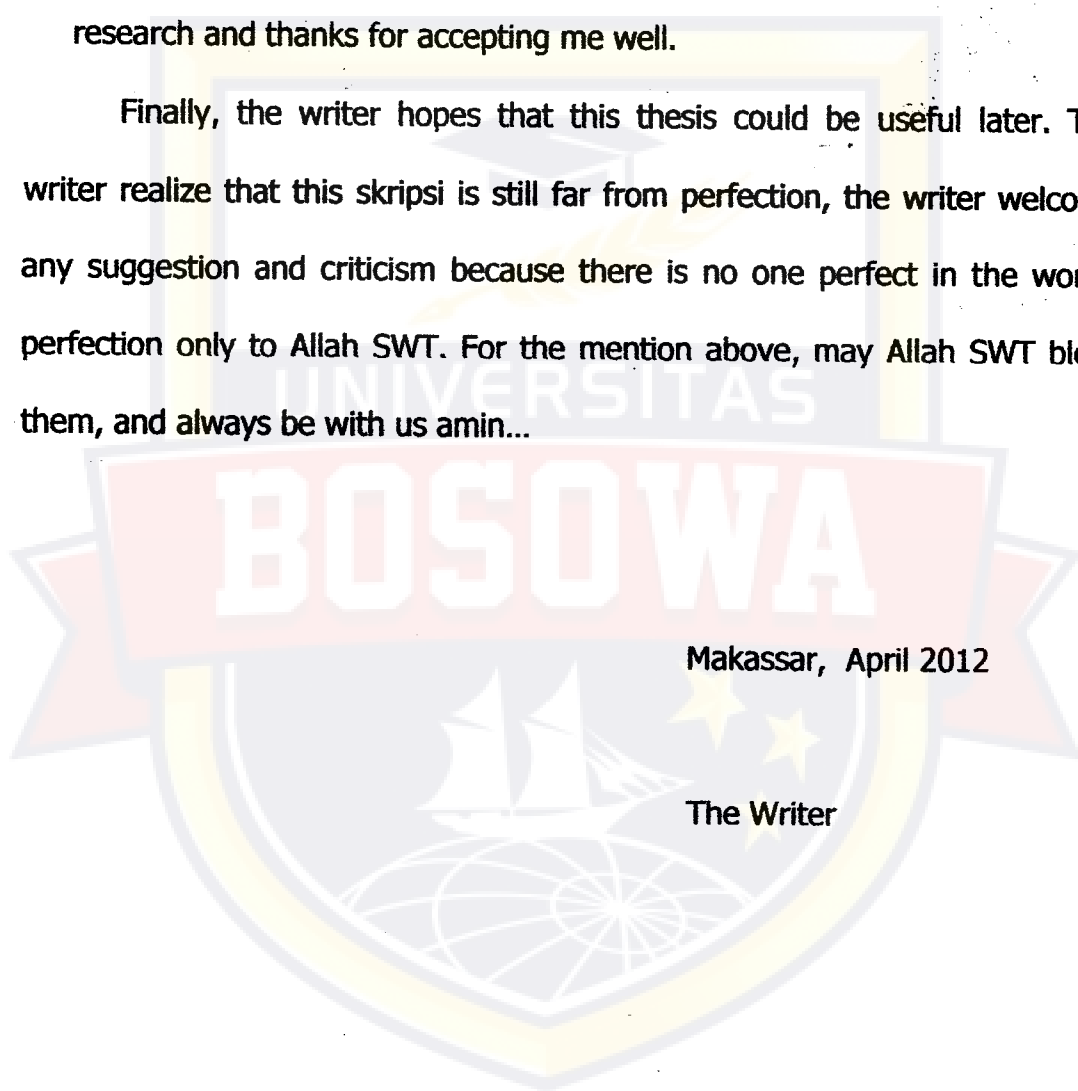 research and thanks for accepting me well.
Finally, the writer hopes that this thesis could be useful later. T
writer realize that this skripsi is still far from perfection, the writer welco
any suggestion and criticism because there is no one perfect in the wor
perfection only to Allah SWT. For the mention above, may Allah SWT ble
them, and always be with us amin...
UNIVERSITAS
BOSOWA
Makassar, April 2012
The Writer